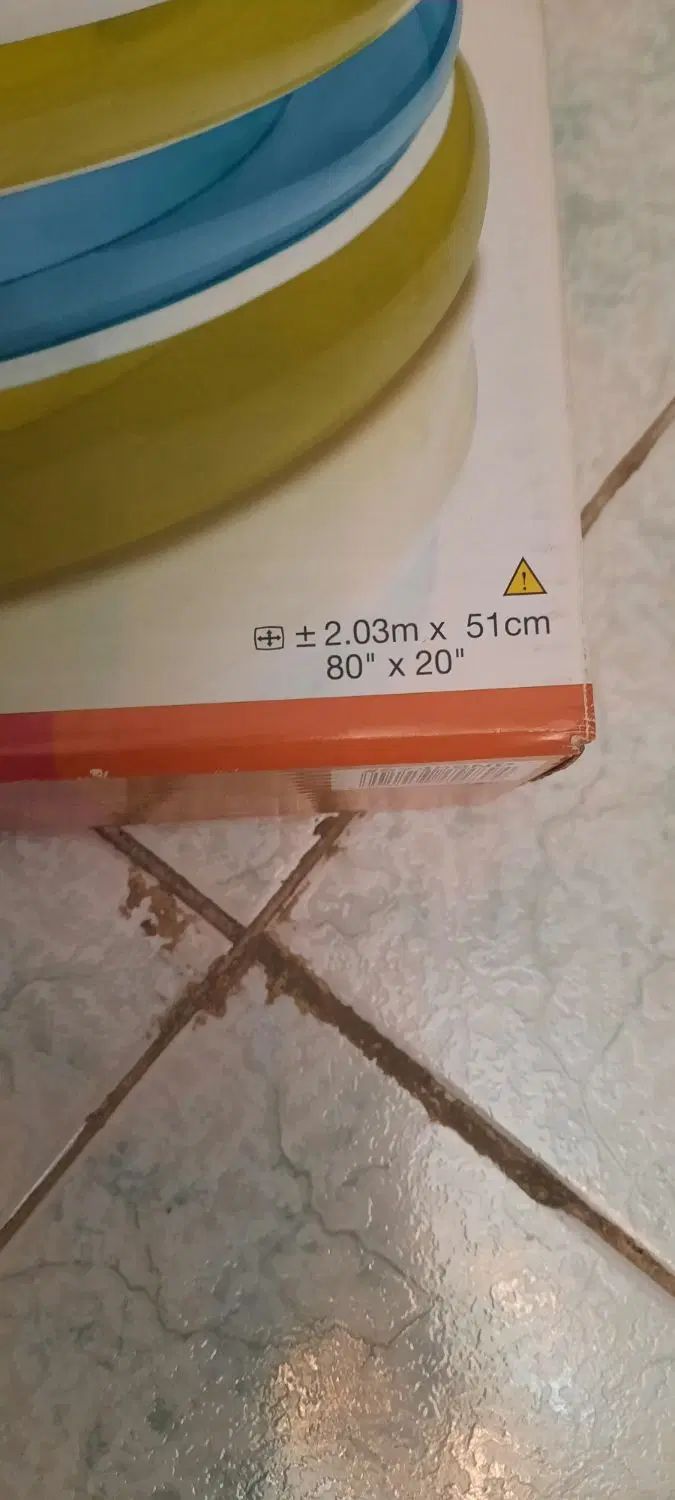 ± 2.03m x 51cm
80" x 20"